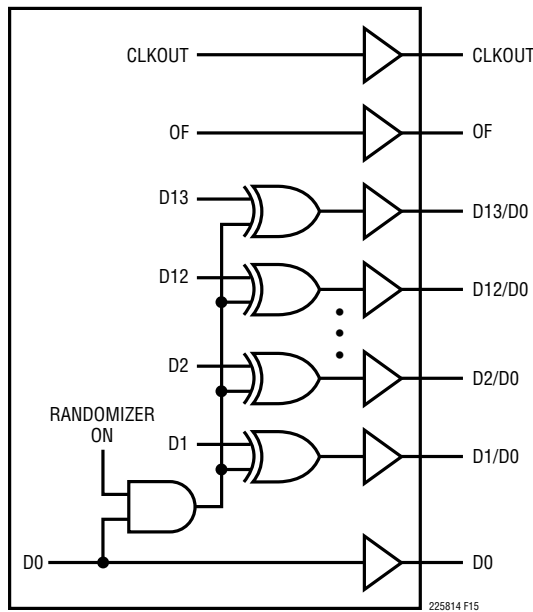 CLKOUT CLKOUT
OF OF
D13 D13/D0
D12 D12/D0
D2 D2/D0
RANDOMIZER
ON
D1 D1/D0
D0 D0
225814 F15